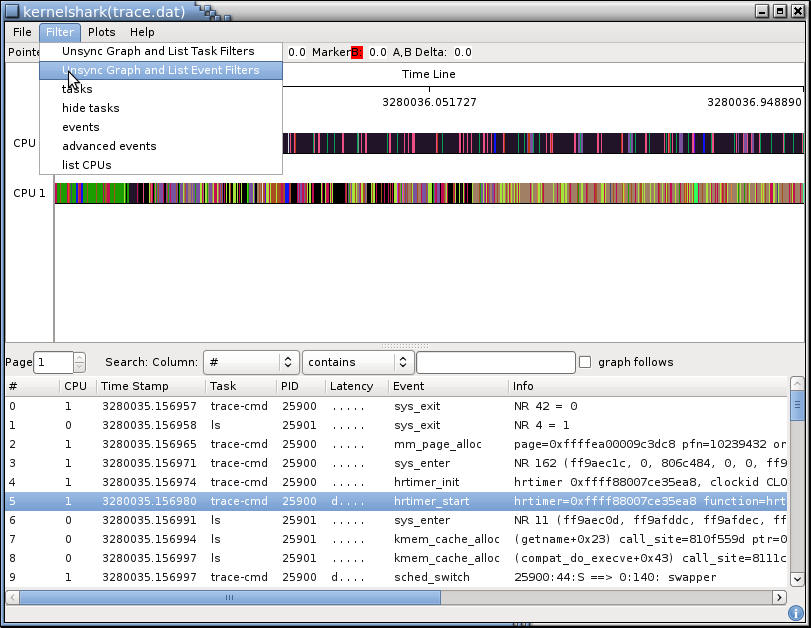 kernelshark(trace.dat)
File Filter Plots Help
Unsync Graph and List Task Filters
Unsync Graph and List Event Filters
tasks
hide tasks
events
advanced events
list CPUs
Pointe 0.0 Marker B: 0.0 A,B Delta: 0.0
Time Line
3280036.051727 3280036.948890
CPU
CPU 1
Page 1 Search: Column: # contains graph follows
# CPU Time Stamp Task PID Latency Event Info
0 1 3280035.156957 trace-cmd 25900 ..... sys_exit NR 42 = 0
1 0 3280035.156958 ls 25901 ..... sys_exit NR 4 = 1
2 1 3280035.156965 trace-cmd 25900 ..... mm_page_alloc page=0xffffea00009c3dc8 pfn=10239432 or
3 1 3280035.156971 trace-cmd 25900 ..... sys_enter NR 162 (ff9aec1c, 0, 806c484, 0, 0, ff9
4 1 3280035.156974 trace-cmd 25900 ..... hrtimer_init hrtimer 0xffff88007ce35ea8, clockid CLO
5 1 3280035.156980 trace-cmd 25900 d.... hrtimer_start hrtimer=0xffff88007ce35ea8 function=hrt
6 0 3280035.156991 ls 25901 ..... sys_enter NR 11 (ff9aec0d, ff9afddc, ff9afdec, ff
7 0 3280035.156994 ls 25901 ..... kmem_cache_alloc (getname+0x23) call_site=810f559d ptr=0
8 0 3280035.156997 ls 25901 ..... kmem_cache_alloc (compat_do_execve+0x43) call_site=8111c
9 1 3280035.156997 trace-cmd 25900 d.... sched_switch 25900:44:S ==> 0:140: swapper